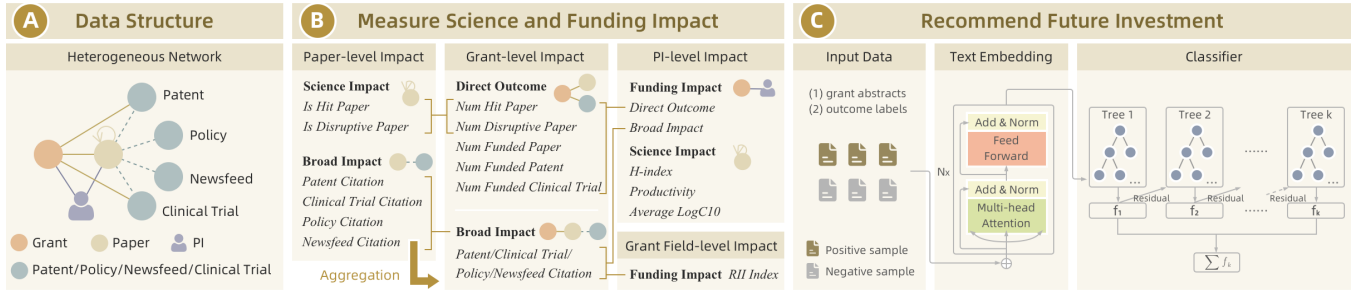 A Data Structure
Heterogeneous Network
Patent
Policy
Newsfeed
Clinical Trial
Grant Paper PI
Patent/Policy/Newsfeed/Clinical Trial
B Measure Science and Funding Impact
Paper-level Impact
Science Impact
Is Hit Paper
Is Disruptive Paper
Broad Impact
Patent Citation
Clinical Trial Citation
Policy Citation
Newsfeed Citation
Aggregation
Grant-level Impact
Direct Outcome
Num Hit Paper
Num Disruptive Paper
Num Funded Paper
Num Funded Patent
Num Funded Clinical Trial
Broad Impact
Patent/Clinical Trial/
Policy/Newsfeed Citation
PI-level Impact
Funding Impact
Direct Outcome
Broad Impact
Science Impact
H-index
Productivity
Average LogC10
Grant Field-level Impact
Funding Impact RII Index
C Recommend Future Investment
Input Data
(1) grant abstracts
(2) outcome labels
Positive sample
Negative sample
Text Embedding
Add & Norm
Feed
Forward
Nx
Add & Norm
Multi-head
Attention
Classifier
Tree 1 Tree 2 Tree k
... ... ...... ...
Residual Residual Residual
f₁ f₂ ...... fₖ
∑ fₖ